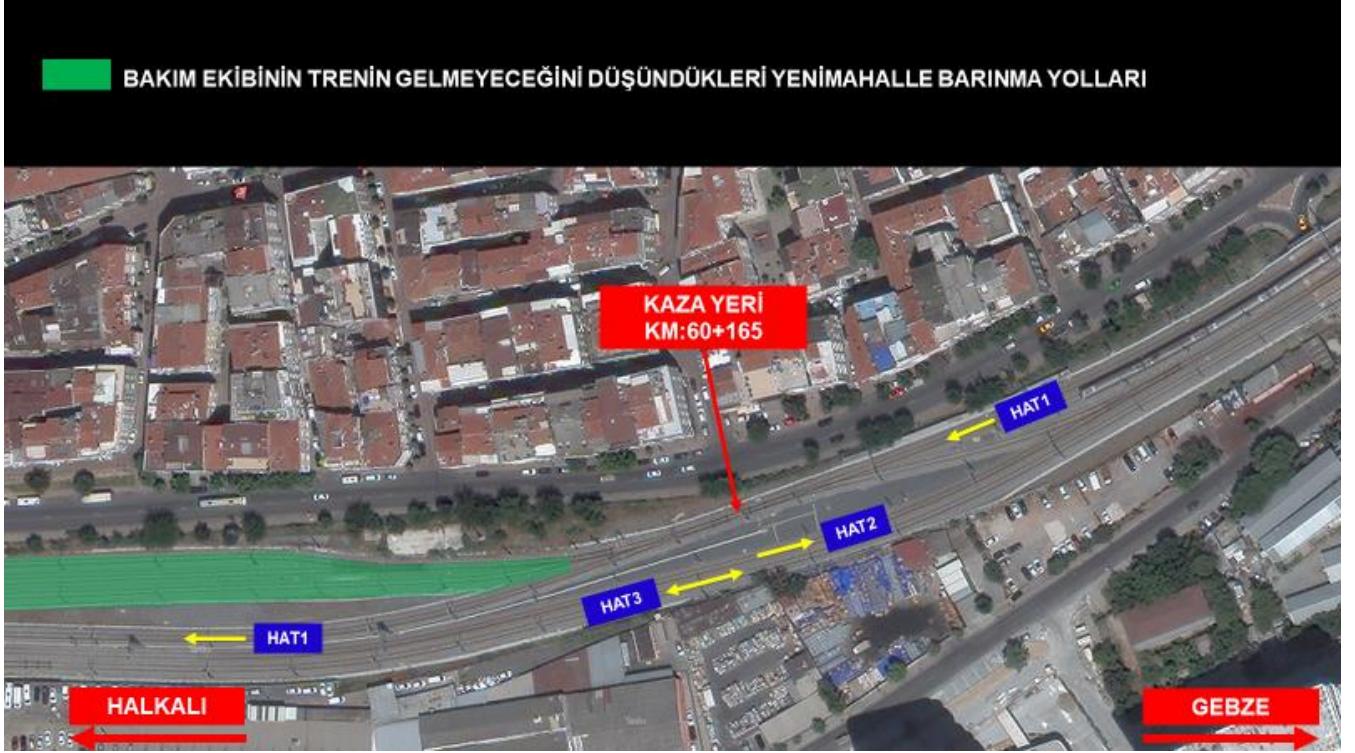 BAKIM EKİBİNİN TRENİN GELMEYECEĞİNİ DÜŞÜNDÜKLERİ YENİMAHALLE BARINMA YOLLARI
KAZA YERİ
KM:60+165
HAT1
HAT2
HAT3
HAT1
HALKALI
GEBZE